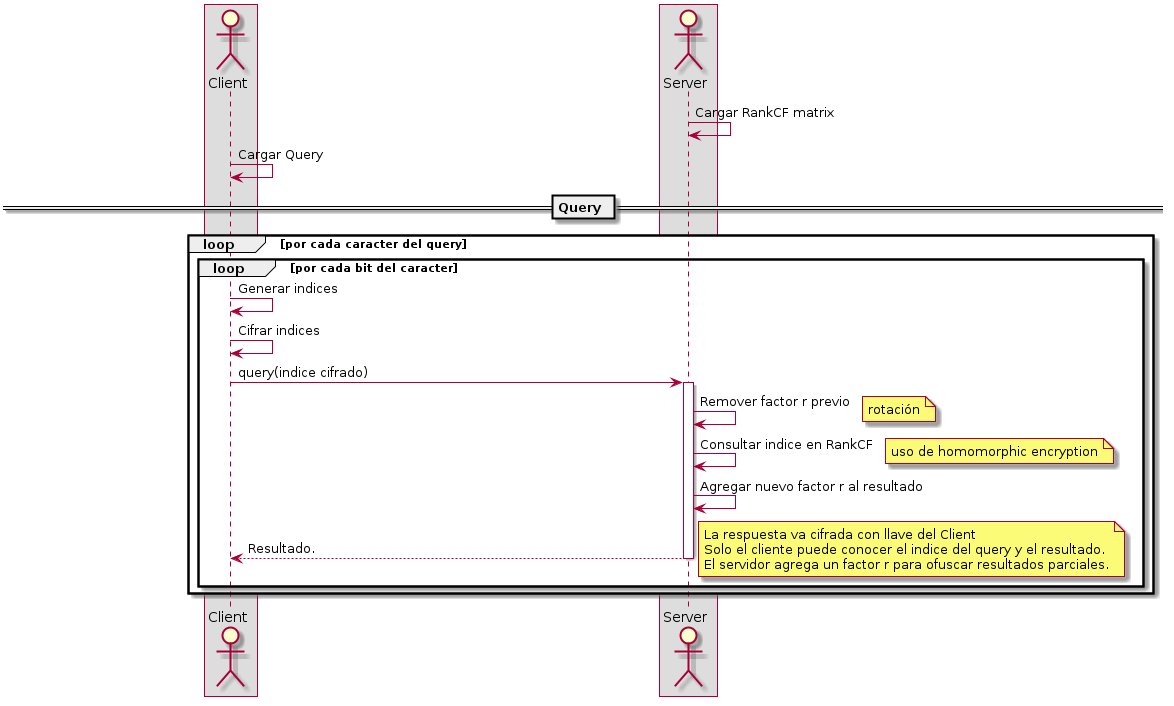 Client
Server
Cargar RankCF matrix
Cargar Query
Query
loop
[por cada caracter del query]
loop
[por cada bit del caracter]
Generar indices
Cifrar indices
query(indice cifrado)
Remover factor r previo
rotación
Consultar indice en RankCF
uso de homomorphic encryption
Agregar nuevo factor r al resultado
La respuesta va cifrada con llave del Client
Solo el cliente puede conocer el indice del query y el resultado.
El servidor agrega un factor r para ofuscar resultados parciales.
Resultado.
Client
Server